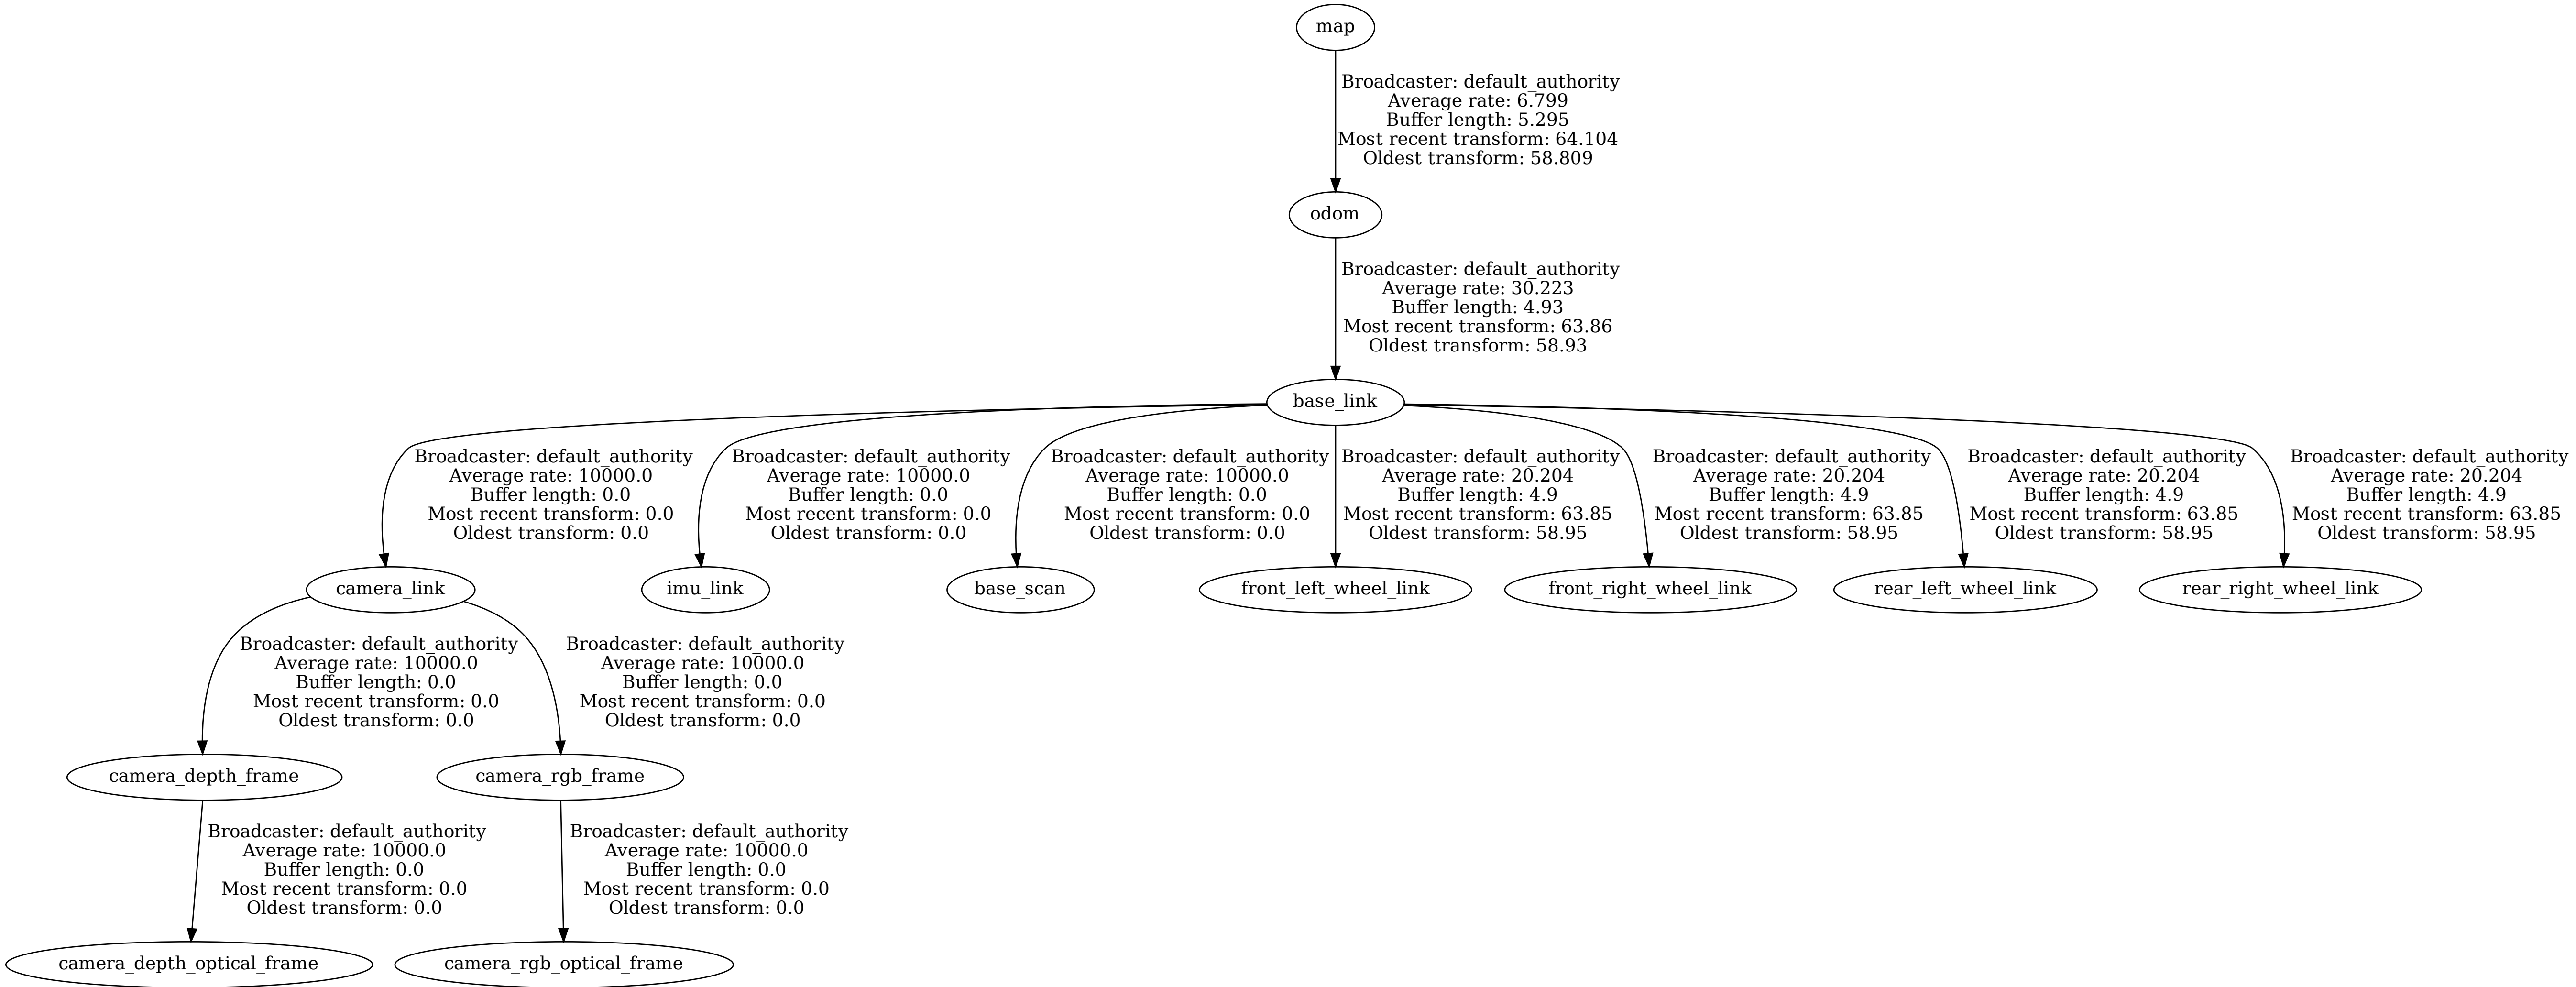 map
Broadcaster: default_authority
Average rate: 6.799
Buffer length: 5.295
Most recent transform: 64.104
Oldest transform: 58.809
odom
Broadcaster: default_authority
Average rate: 30.223
Buffer length: 4.93
Most recent transform: 63.86
Oldest transform: 58.93
base_link
Broadcaster: default_authority
Average rate: 10000.0
Buffer length: 0.0
Most recent transform: 0.0
Oldest transform: 0.0
Broadcaster: default_authority
Average rate: 10000.0
Buffer length: 0.0
Most recent transform: 0.0
Oldest transform: 0.0
Broadcaster: default_authority
Average rate: 10000.0
Buffer length: 0.0
Most recent transform: 0.0
Oldest transform: 0.0
Broadcaster: default_authority
Average rate: 20.204
Buffer length: 4.9
Most recent transform: 63.85
Oldest transform: 58.95
Broadcaster: default_authority
Average rate: 20.204
Buffer length: 4.9
Most recent transform: 63.85
Oldest transform: 58.95
Broadcaster: default_authority
Average rate: 20.204
Buffer length: 4.9
Most recent transform: 63.85
Oldest transform: 58.95
Broadcaster: default_authority
Average rate: 20.204
Buffer length: 4.9
Most recent transform: 63.85
Oldest transform: 58.95
camera_link
imu_link
base_scan
front_left_wheel_link
front_right_wheel_link
rear_left_wheel_link
rear_right_wheel_link
Broadcaster: default_authority
Average rate: 10000.0
Buffer length: 0.0
Most recent transform: 0.0
Oldest transform: 0.0
Broadcaster: default_authority
Average rate: 10000.0
Buffer length: 0.0
Most recent transform: 0.0
Oldest transform: 0.0
camera_depth_frame
camera_rgb_frame
Broadcaster: default_authority
Average rate: 10000.0
Buffer length: 0.0
Most recent transform: 0.0
Oldest transform: 0.0
Broadcaster: default_authority
Average rate: 10000.0
Buffer length: 0.0
Most recent transform: 0.0
Oldest transform: 0.0
camera_depth_optical_frame
camera_rgb_optical_frame